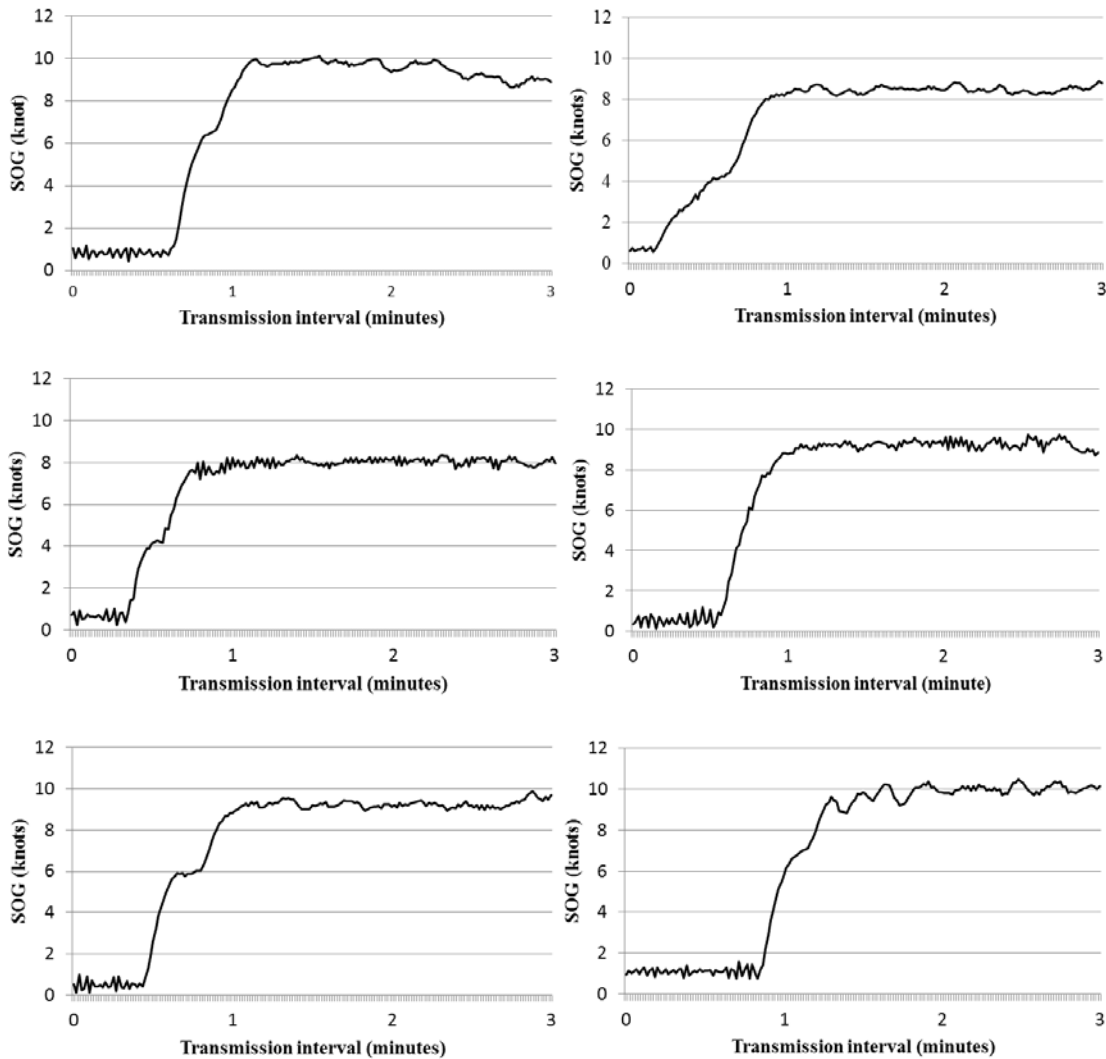 12
10
8
6
4
2
0
SOG (knot)
0 1 2 3
Transmission interval (minutes)
12
10
8
6
4
2
0
SOG (knots)
0 1 2 3
Transmission interval (minutes)
12
10
8
6
4
2
0
SOG (knots)
0 1 2 3
Transmission interval (minutes)
12
10
8
6
4
2
0
SOG (knots)
0 1 2 3
Transmission interval (minute)
12
10
8
6
4
2
0
SOG (knots)
0 1 2 3
Transmission interval (minutes)
12
10
8
6
4
2
0
SOG (knots)
0 1 2 3
Transmission interval (minutes)